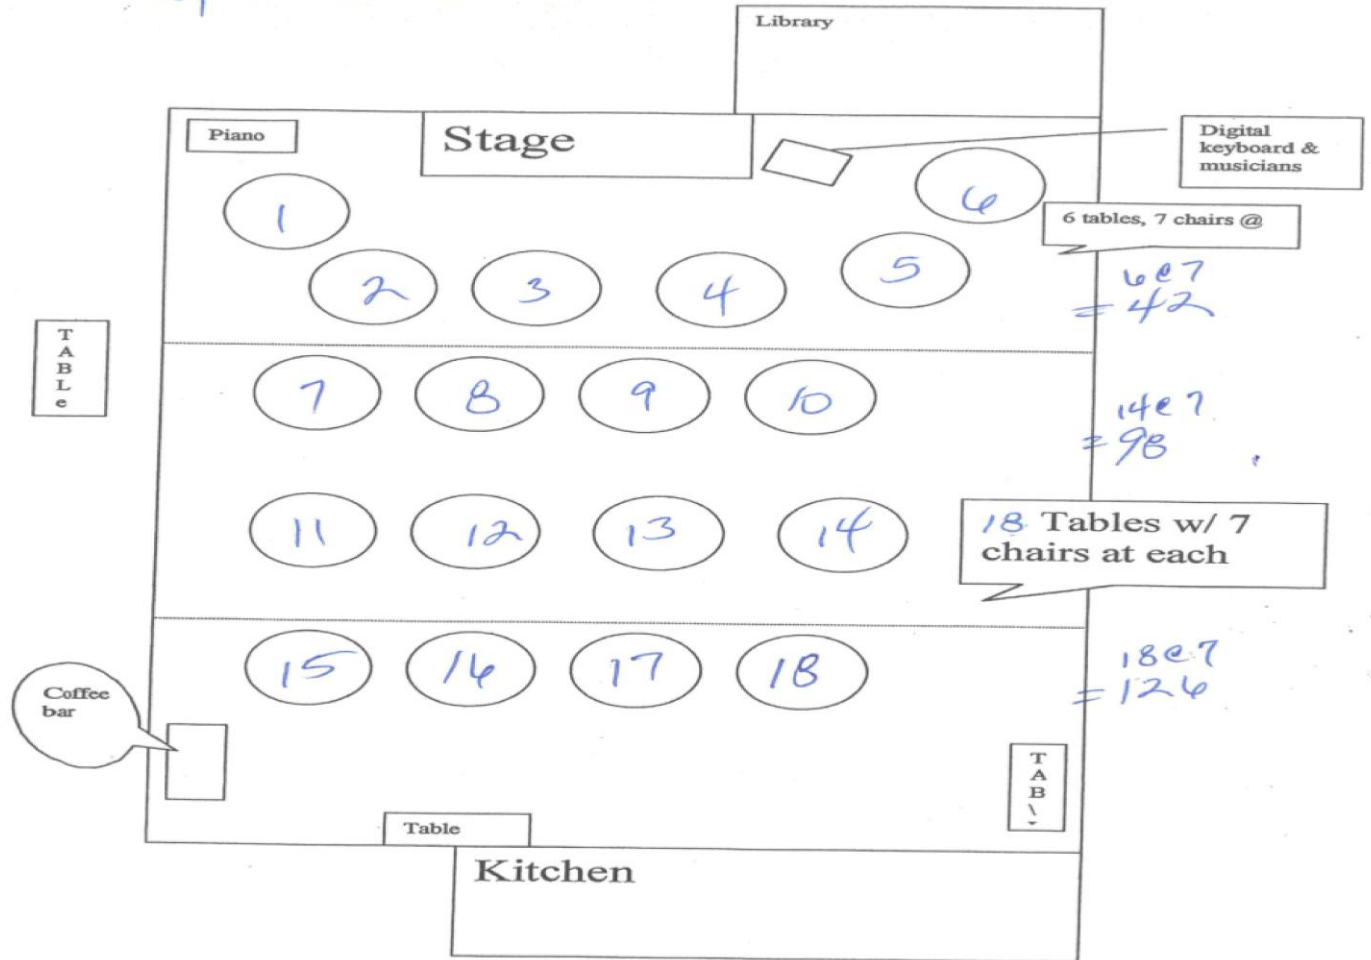 Library
Piano
Stage
Digital
keyboard &
musicians
1
6
6 tables, 7 chairs @
2
3
4
5
6@7
= 42
TABLe
7
8
9
10
14@7
= 98
11
12
13
14
18 Tables w/ 7
chairs at each
15
16
17
18
18@7
= 126
Coffee
bar
TAB
Table
Kitchen